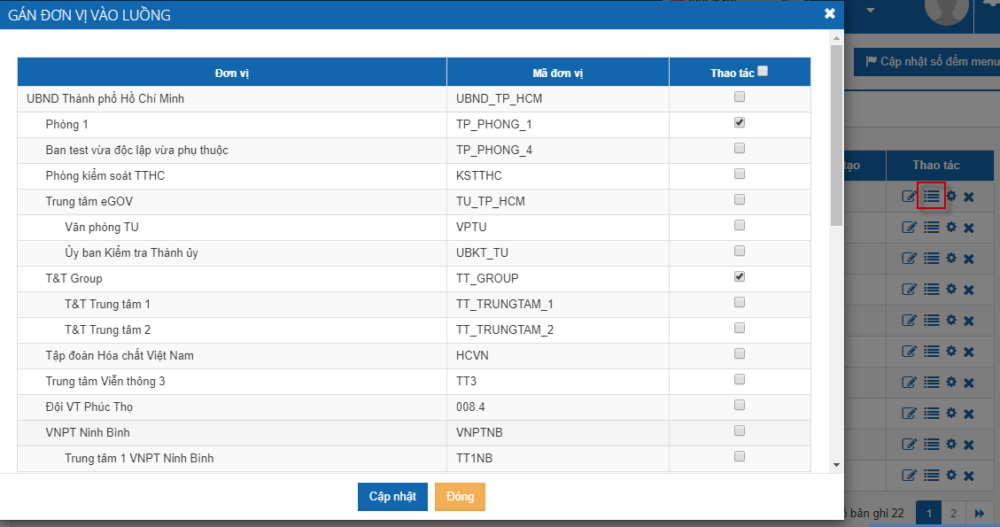 GÁN ĐƠN VỊ VÀO LUỒNG
Cập nhật số đếm menu
Đơn vị Mã đơn vị Thao tác
UBND Thành phố Hồ Chí Minh UBND_TP_HCM
Phòng 1 TP_PHONG_1
Ban test vừa độc lập vừa phụ thuộc TP_PHONG_4
Phòng kiểm soát TTHC KSTTHC
Trung tâm eGOV TU_TP_HCM
Văn phòng TU VPTU
Ủy ban Kiểm tra Thành ủy UBKT_TU
T&T Group TT_GROUP
T&T Trung tâm 1 TT_TRUNGTAM_1
T&T Trung tâm 2 TT_TRUNGTAM_2
Tập đoàn Hóa chất Việt Nam HCVN
Trung tâm Viễn thông 3 TT3
Đội VT Phúc Thọ 008.4
VNPT Ninh Bình VNPTNB
Trung tâm 1 VNPT Ninh Bình TT1NB
Cập nhật Đóng
tạo Thao tác
bản ghi 22 1 2